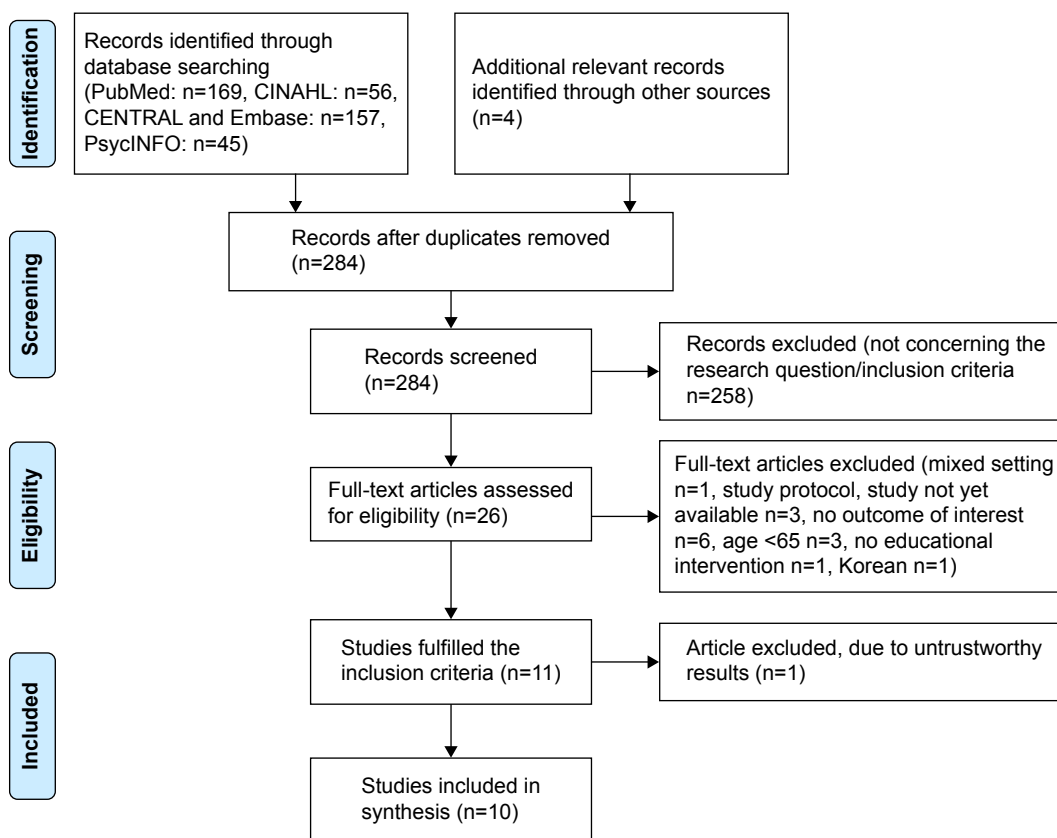 Identification
Records identified through
database searching
(PubMed: n=169, CINAHL: n=56,
CENTRAL and Embase: n=157,
PsycINFO: n=45)
Additional relevant records
identified through other sources
(n=4)
Screening
Records after duplicates removed
(n=284)
Records screened
(n=284)
Records excluded (not concerning the
research question/inclusion criteria
n=258)
Eligibility
Full-text articles assessed
for eligibility (n=26)
Full-text articles excluded (mixed setting
n=1, study protocol, study not yet
available n=3, no outcome of interest
n=6, age <65 n=3, no educational
intervention n=1, Korean n=1)
Included
Studies fulfilled the
inclusion criteria (n=11)
Article excluded, due to untrustworthy
results (n=1)
Studies included in
synthesis (n=10)